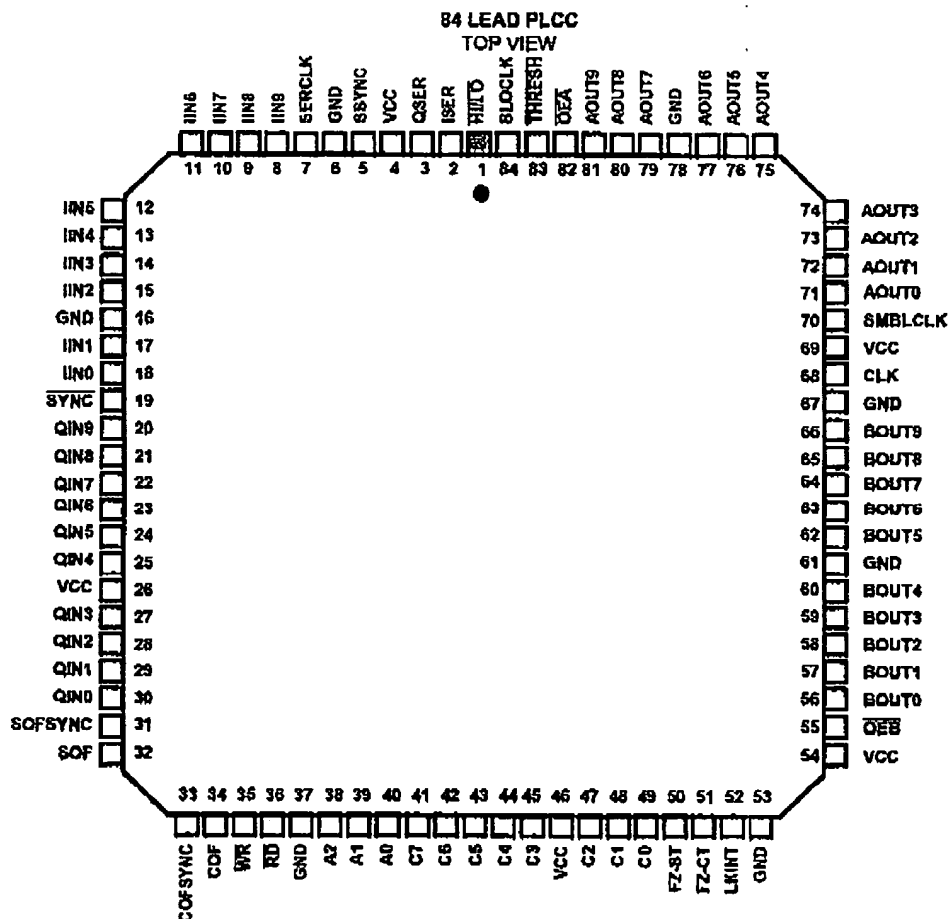 84 LEAD PLCC
TOP VIEW
IIN6 IIN7 IIN8 IIN9 SERCLK GND SSYNC VCC QSER ISER HI/LO SLOCLK THRESH OEA AOUT9 AOUT8 AOUT7 GND AOUT6 AOUT5 AOUT4
11 10 9 8 7 6 5 4 3 2 1 84 83 82 81 80 79 78 77 76 75
IIN5 12 74 AOUT3
IIN4 13 73 AOUT2
IIN3 14 72 AOUT1
IIN2 15 71 AOUT0
GND 16 70 SMBLCLK
IIN1 17 69 VCC
IIN0 18 68 CLK
SYNC 19 67 GND
QIN9 20 66 BOUT9
QIN8 21 65 BOUT8
QIN7 22 64 BOUT7
QIN6 23 63 BOUT6
QIN5 24 62 BOUT5
QIN4 25 61 GND
VCC 26 60 BOUT4
QIN3 27 59 BOUT3
QIN2 28 58 BOUT2
QIN1 29 57 BOUT1
QIN0 30 56 BOUT0
SOFSYNC 31 55 OEB
SOF 32 54 VCC
33 34 35 36 37 38 39 40 41 42 43 44 45 46 47 48 49 50 51 52 53
COFSYNC COF WR RD GND A2 A1 A0 C7 C6 C5 C4 C3 VCC C2 C1 C0 FZ-ST FZ-CT LKINT GND